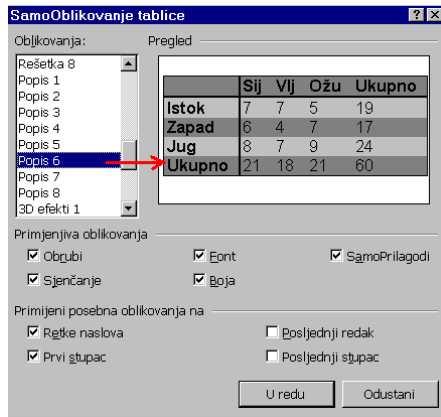 SamoOblikovanje tablice
Oblikovanja:
Pregled
Rešetka 8
Popis 1
Popis 2
Popis 3
Popis 4
Popis 5
Popis 6
Popis 7
Popis 8
3D efekti 1
Sij Vlj Ožu Ukupno
Istok 7 7 5 19
Zapad 6 4 7 17
Jug 8 7 9 24
Ukupno 21 18 21 60
Primjenjiva oblikovanja
Obrubi Font SamoPrilagodi
Sjenčanje Boja
Primijeni posebna oblikovanja na
Retke naslova Posljednji redak
Prvi stupac Posljednji stupac
U redu Odustani